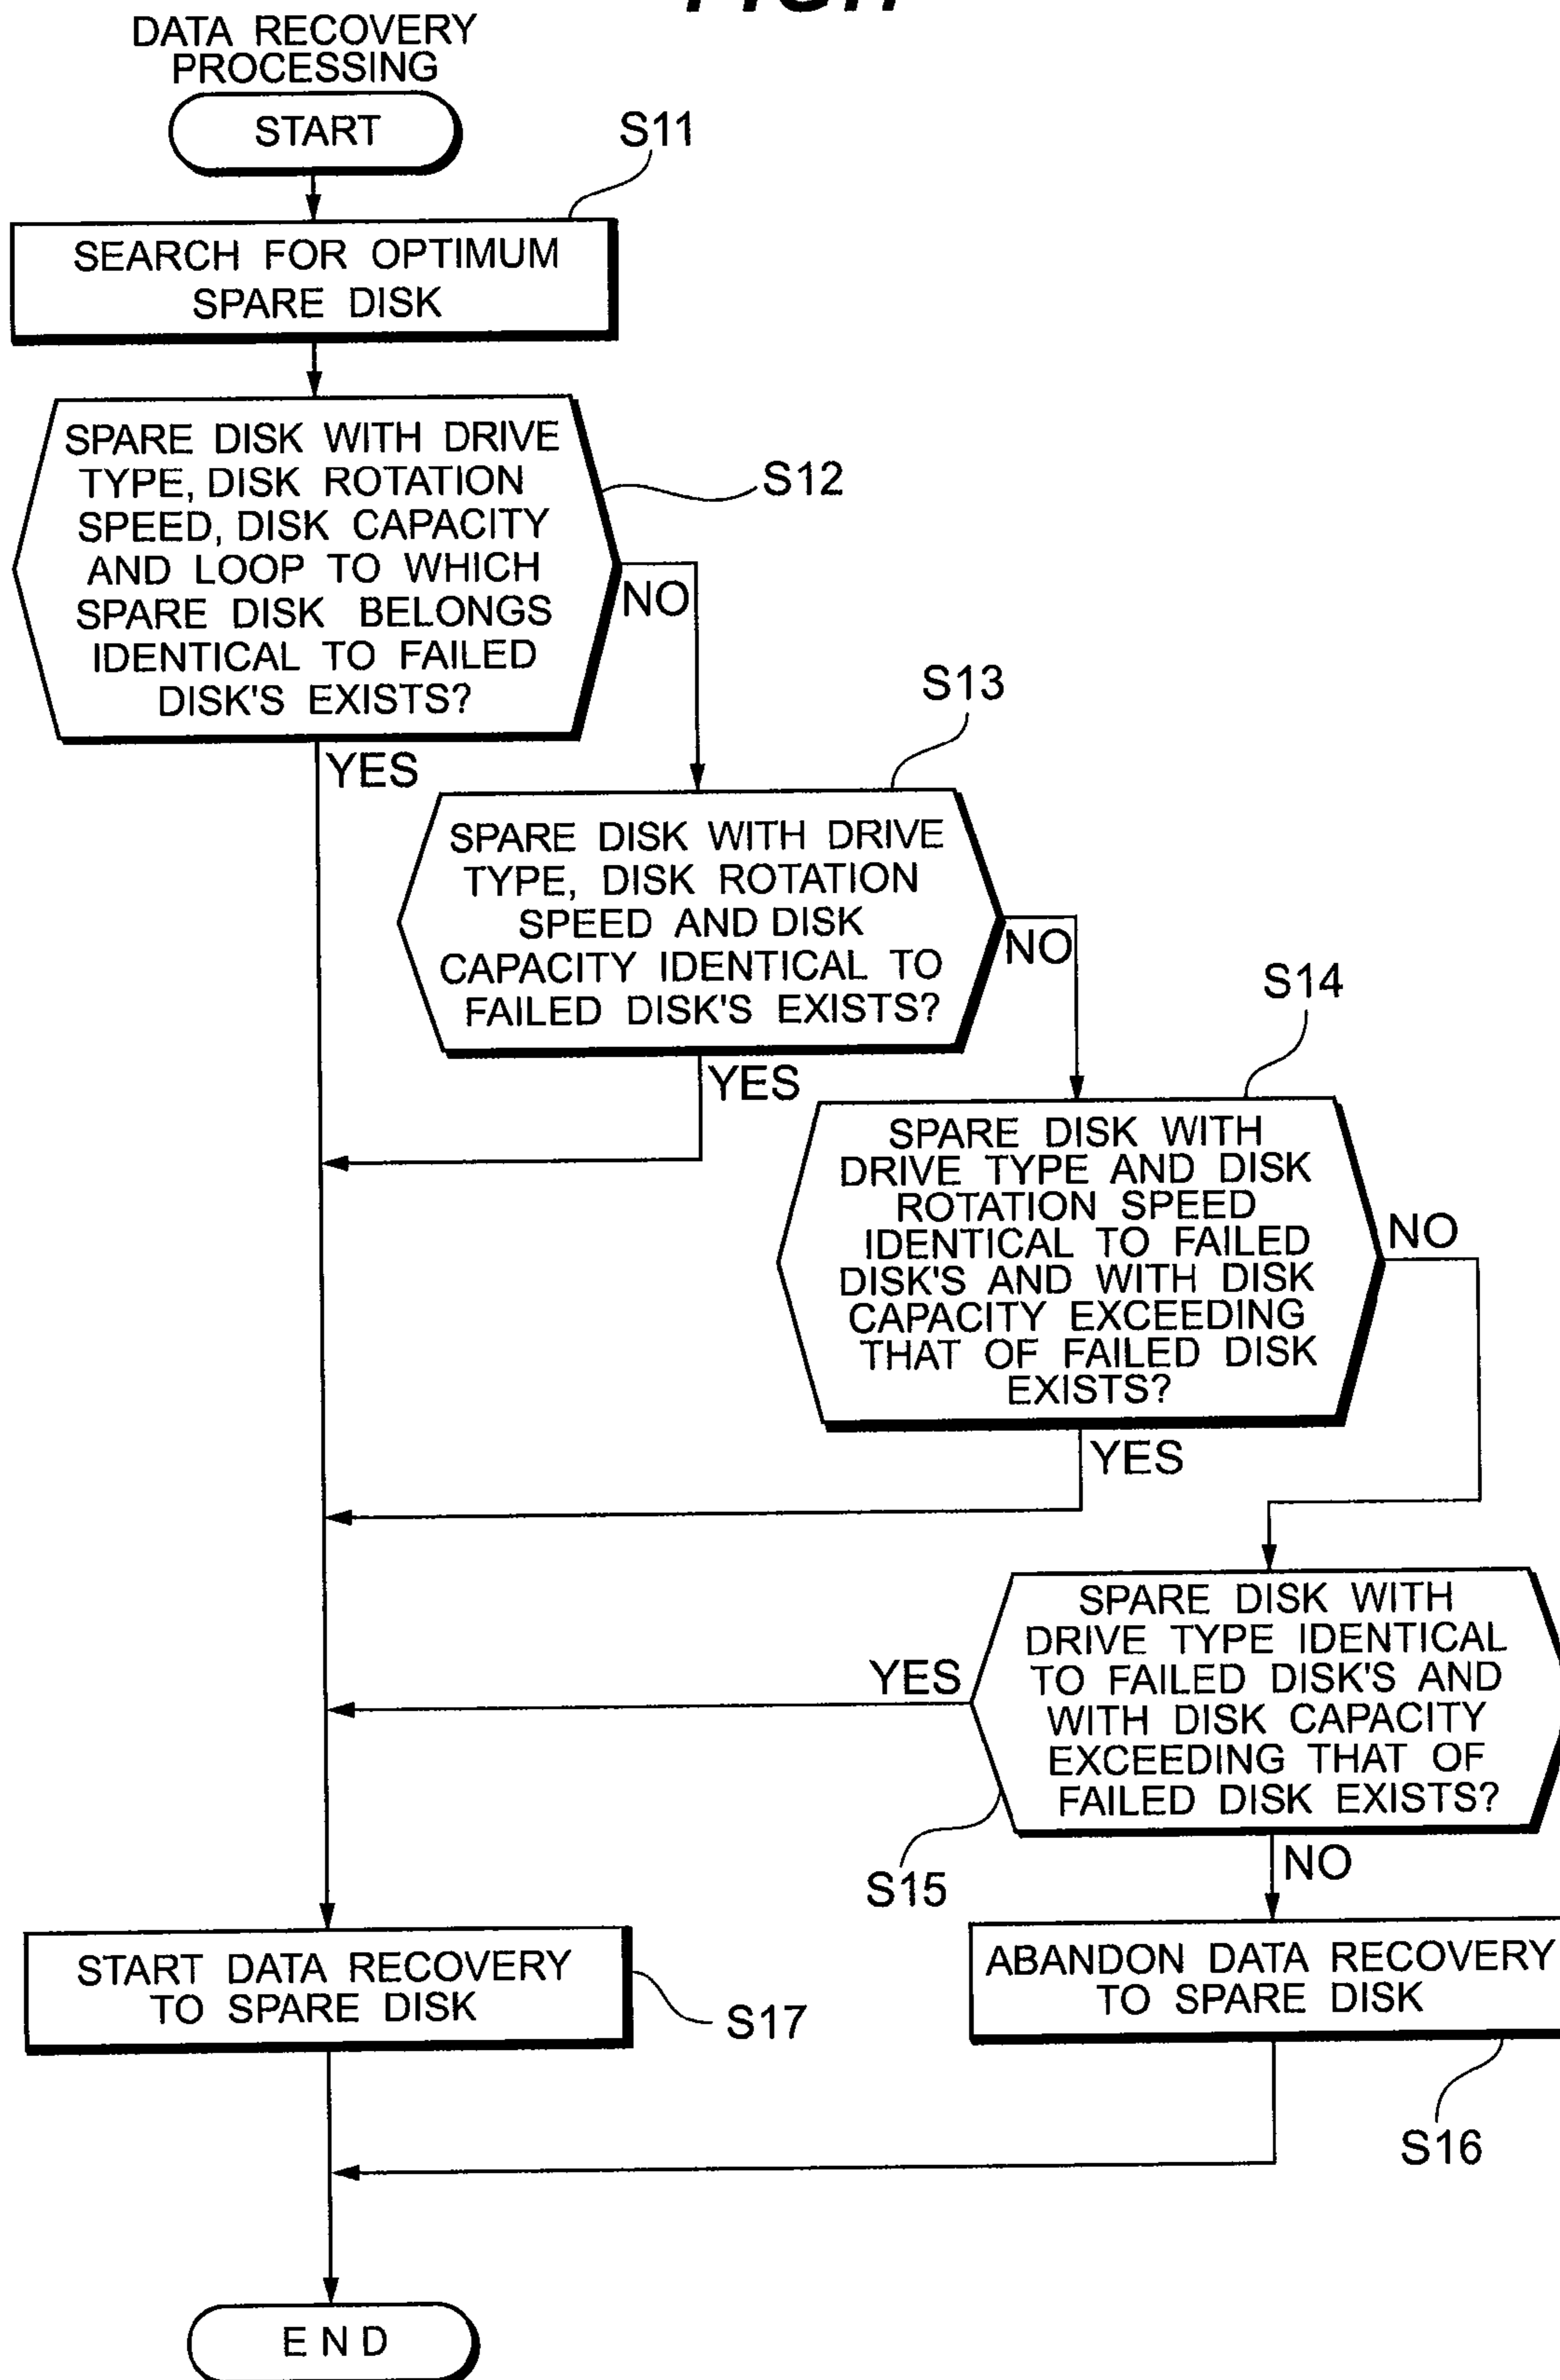 DATA RECOVERY
PROCESSING
START
S11
SEARCH FOR OPTIMUM
SPARE DISK
SPARE DISK WITH DRIVE
TYPE, DISK ROTATION
SPEED, DISK CAPACITY
AND LOOP TO WHICH
SPARE DISK BELONGS
IDENTICAL TO FAILED
DISK'S EXISTS?
S12
NO
YES
S13
SPARE DISK WITH DRIVE
TYPE, DISK ROTATION
SPEED AND DISK
CAPACITY IDENTICAL TO
FAILED DISK'S EXISTS?
NO
YES
S14
SPARE DISK WITH
DRIVE TYPE AND DISK
ROTATION SPEED
IDENTICAL TO FAILED
DISK'S AND WITH DISK
CAPACITY EXCEEDING
THAT OF FAILED DISK
EXISTS?
NO
YES
SPARE DISK WITH
DRIVE TYPE IDENTICAL
TO FAILED DISK'S AND
WITH DISK CAPACITY
EXCEEDING THAT OF
FAILED DISK EXISTS?
YES
S15
NO
START DATA RECOVERY
TO SPARE DISK
S17
ABANDON DATA RECOVERY
TO SPARE DISK
S16
END